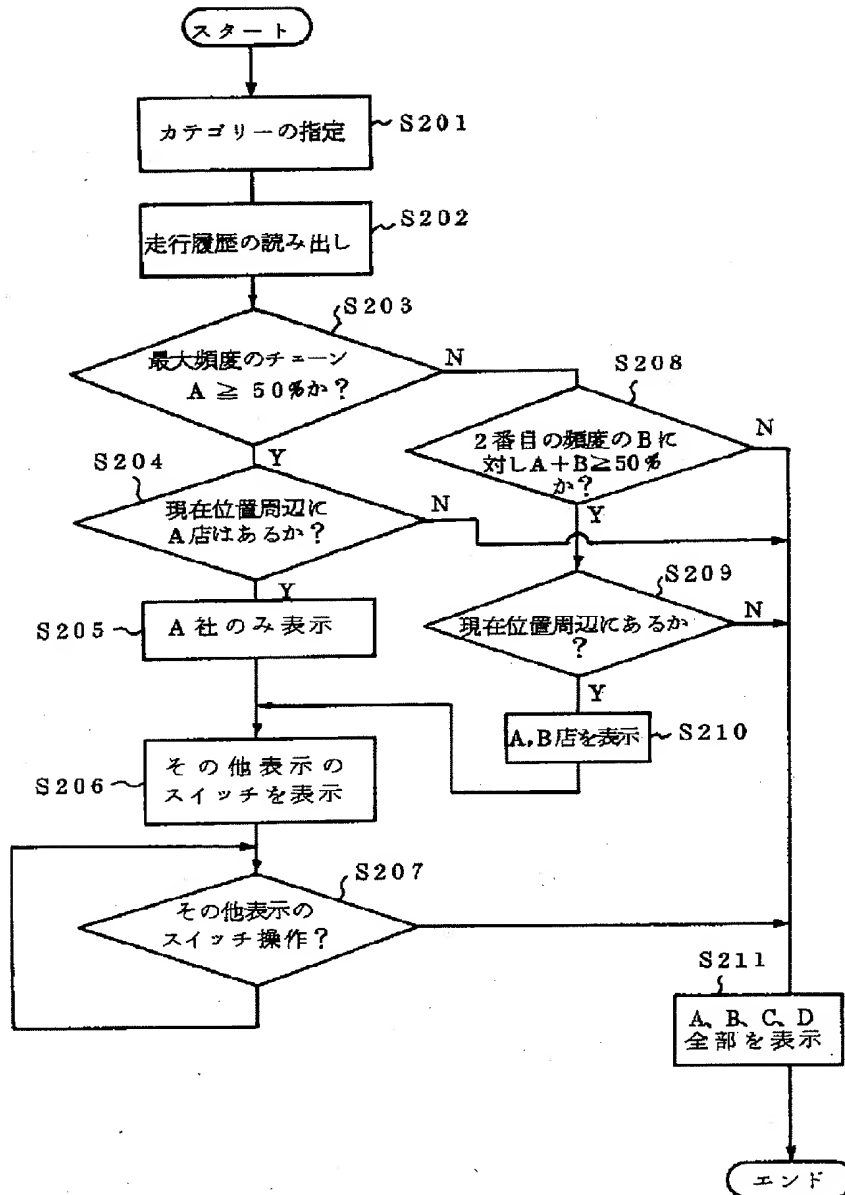 スタート
カテゴリーの指定
S201
走行履歴の読み出し
S202
S203
最大頻度のチェーン
A ≧ 50%か?
N
Y
S208
2番目の頻度のBに
対しA+B≧50%
か?
N
Y
S204
現在位置周辺に
A店はあるか?
N
Y
S209
現在位置周辺にあるか
?
N
Y
S205
A社のみ表示
A,B店を表示
S210
S206
その他表示の
スイッチを表示
S207
その他表示の
スイッチ操作?
S211
A、B、C、D
全部を表示
エンド